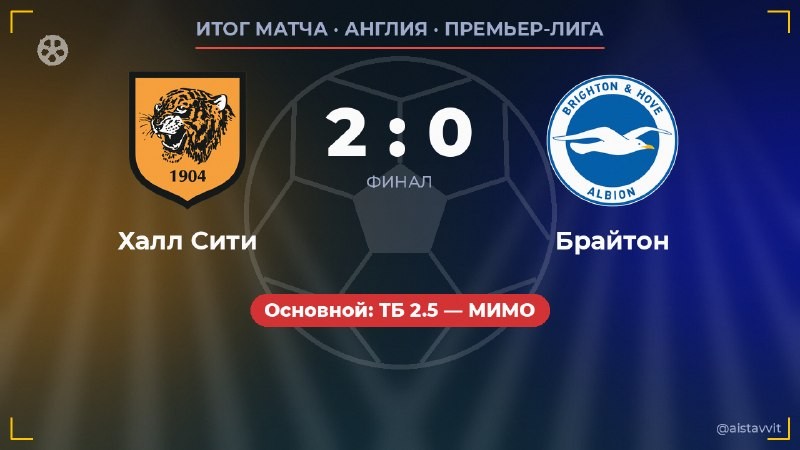 ИТОГ МАТЧА · АНГЛИЯ · ПРЕМЬЕР-ЛИГА
1904
2 : 0
ФИНАЛ
BRIGHTON & HOVE
ALBION
Халл Сити
Брайтон
Основной: ТБ 2.5 — МИМО
@aistavvit